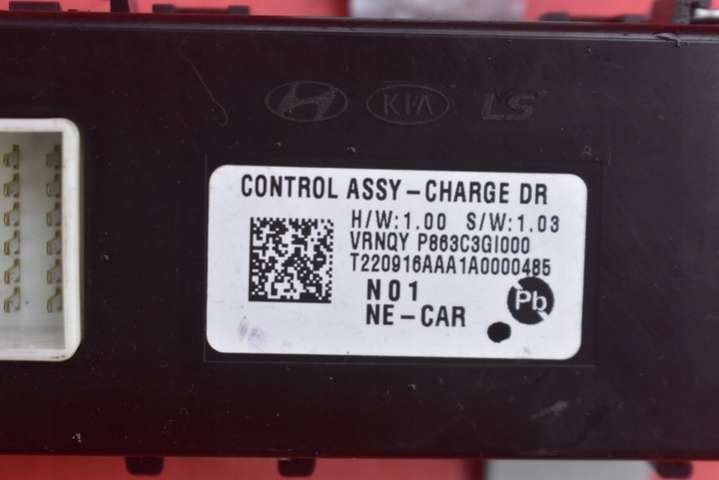 KIA LS
CONTROL ASSY-CHARGE DR
H/W:1.00 S/W:1.03
VRNQY P863C3GI000
T220916AAA1A0000485
N01
Pb
NE-CAR